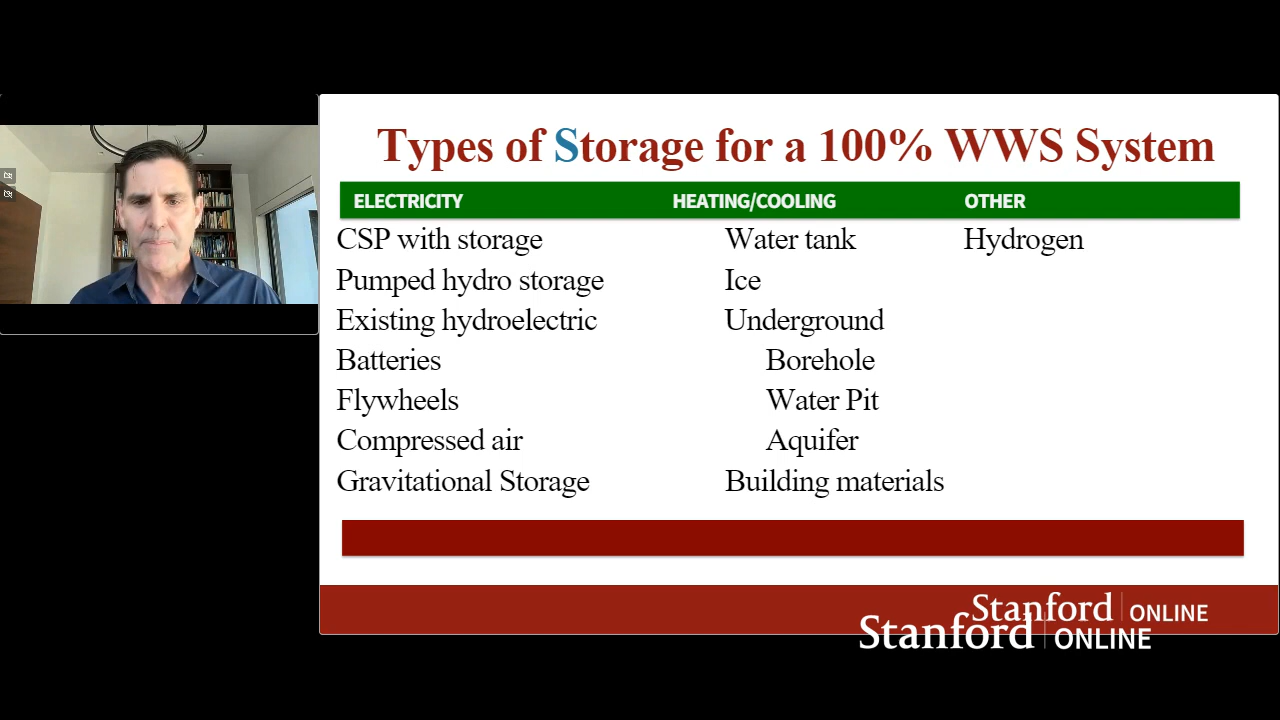 Types of Storage for a 100% WWS System
ELECTRICITY HEATING/COOLING OTHER
CSP with storage Water tank Hydrogen
Pumped hydro storage Ice
Existing hydroelectric Underground
Batteries Borehole
Flywheels Water Pit
Compressed air Aquifer
Gravitational Storage Building materials
Stanford ONLINE
Stanford ONLINE